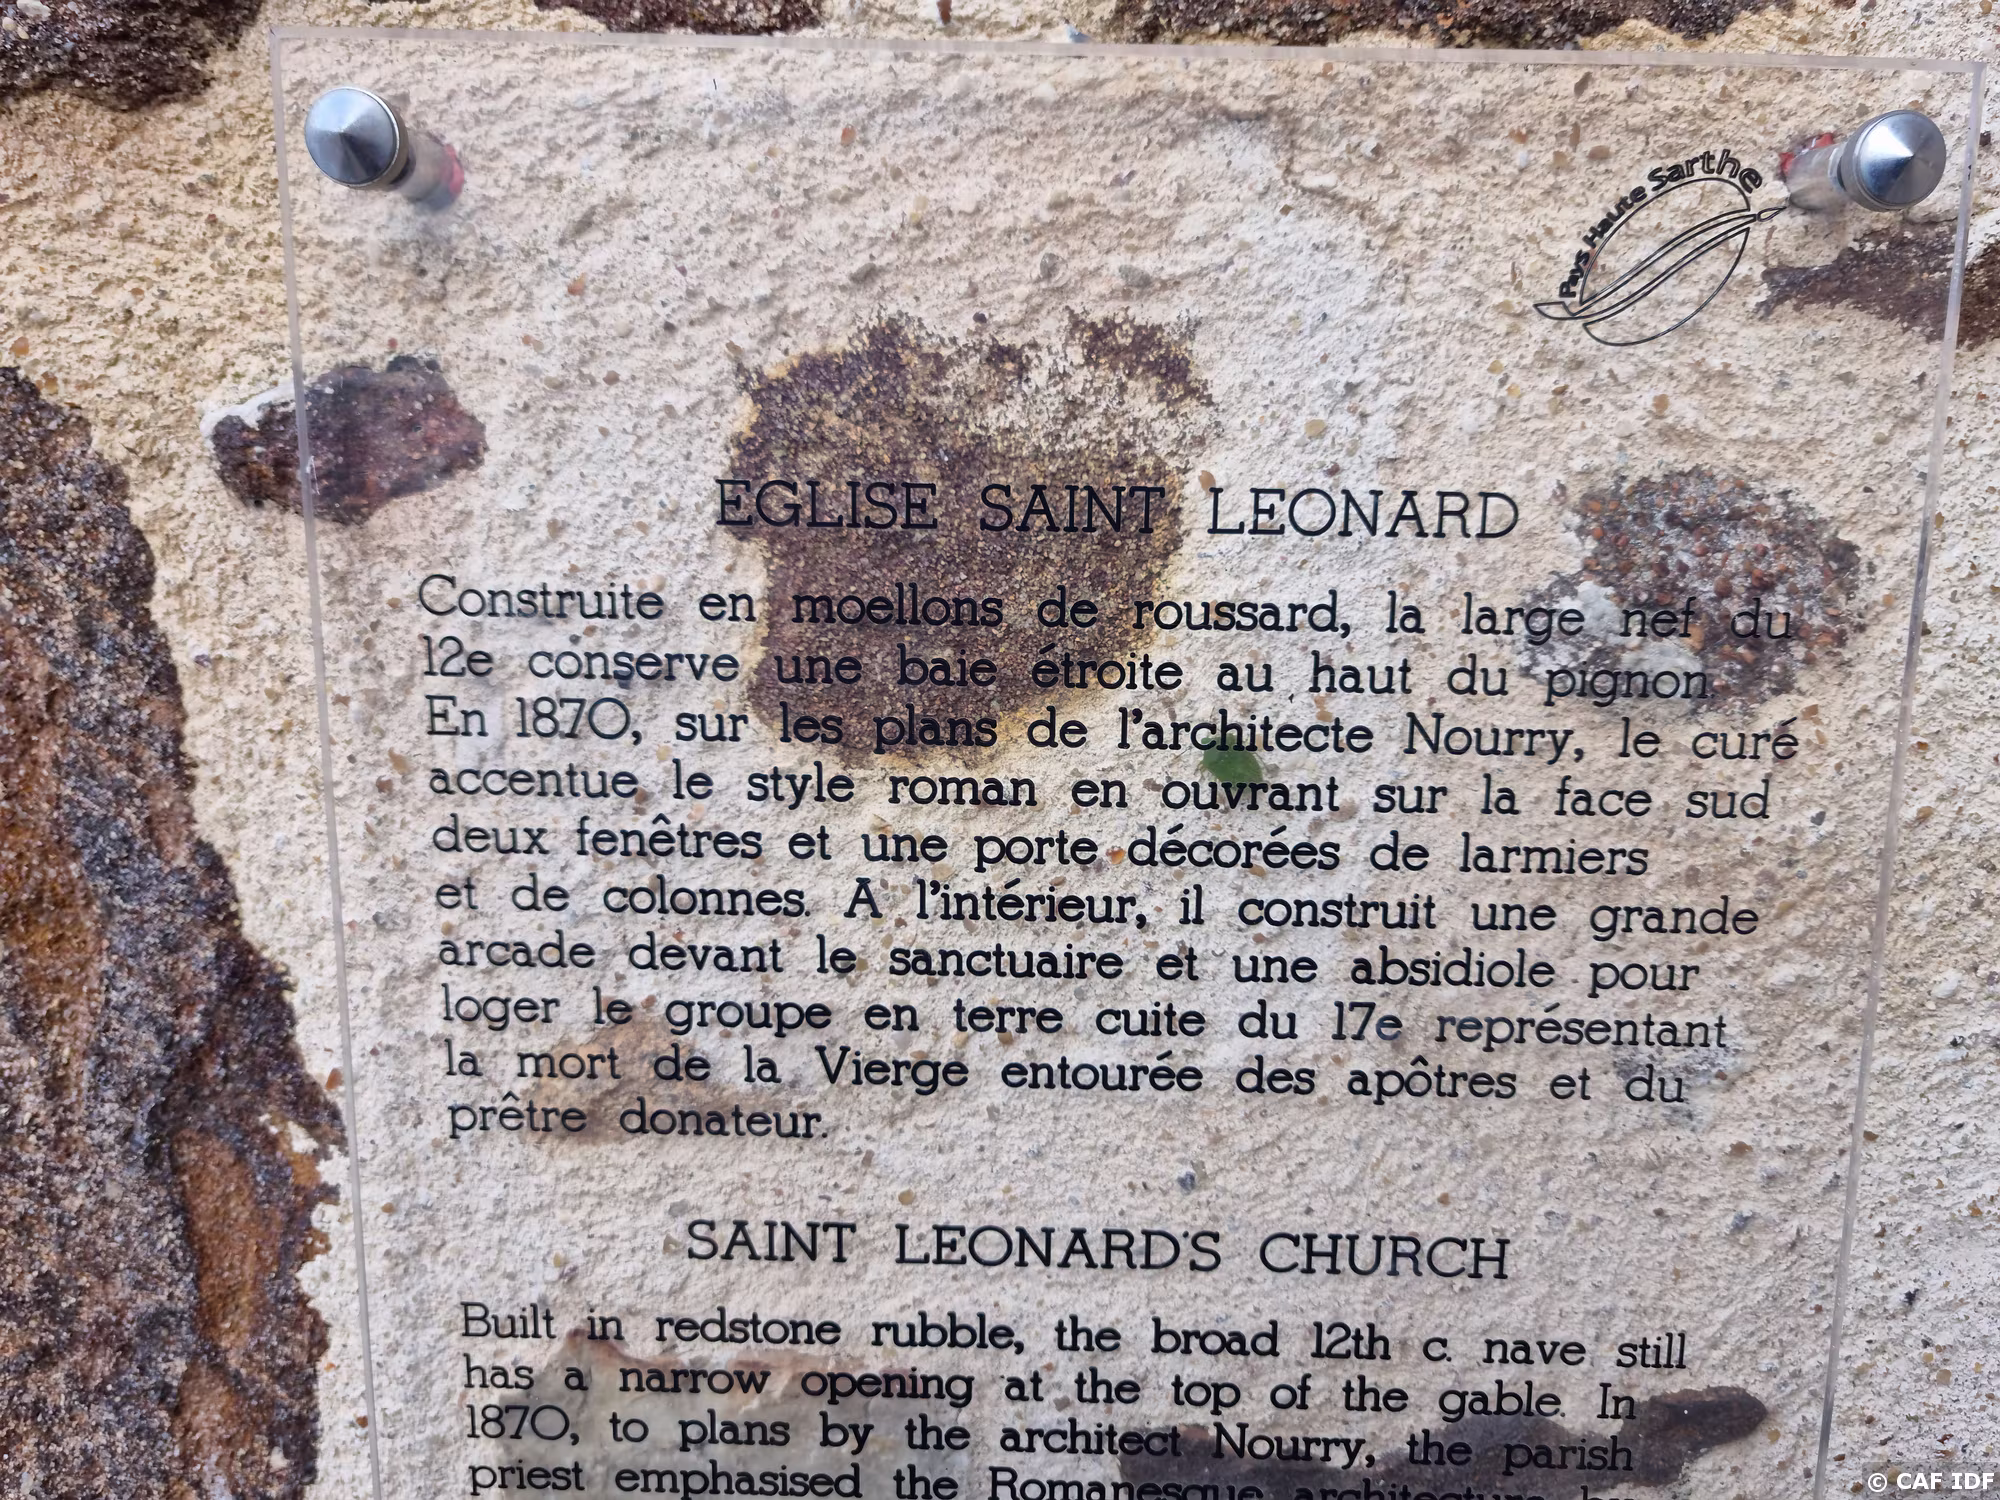 Pays Haute Sarthe
EGLISE SAINT LEONARD
Construite en moellons de roussard, la large nef du
12e conserve une baie étroite au haut du pignon.
En 1870, sur les plans de l'architecte Nourry, le curé
accentue le style roman en ouvrant sur la face sud
deux fenêtres et une porte décorées de larmiers
et de colonnes. A l'intérieur, il construit une grande
arcade devant le sanctuaire et une absidiole pour
loger le groupe en terre cuite du 17e représentant
la mort de la Vierge entourée des apôtres et du
prêtre donateur.
SAINT LEONARD'S CHURCH
Built in redstone rubble, the broad 12th c. nave still
has a narrow opening at the top of the gable. In
1870, to plans by the architect Nourry, the parish
priest emphasised the Romanesque architecture by
© CAF IDF